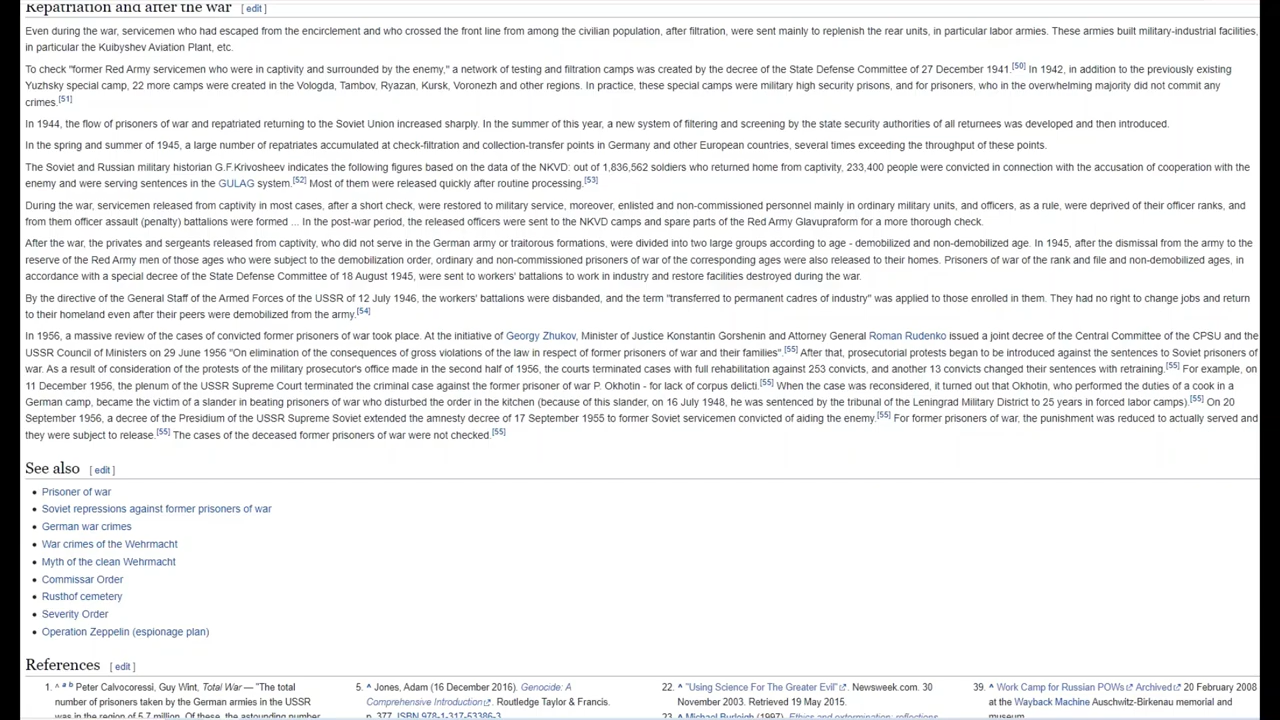 Repatriation and after the war [ edit ]
Even during the war, servicemen who had escaped from the encirclement and who crossed the front line from among the civilian population, after filtration, were sent mainly to replenish the rear units, in particular labor armies. These armies built military-industrial facilities,
in particular the Kuibyshev Aviation Plant, etc.
To check "former Red Army servicemen who were in captivity and surrounded by the enemy," a network of testing and filtration camps was created by the decree of the State Defense Committee of 27 December 1941.[50] In 1942, in addition to the previously existing
Yuzhsky special camp, 22 more camps were created in the Vologda, Tambov, Ryazan, Kursk, Voronezh and other regions. In practice, these special camps were military high security prisons, and for prisoners, who in the overwhelming majority did not commit any
crimes.[51]
In 1944, the flow of prisoners of war and repatriated returning to the Soviet Union increased sharply. In the summer of this year, a new system of filtering and screening by the state security authorities of all returnees was developed and then introduced.
In the spring and summer of 1945, a large number of repatriates accumulated at check-filtration and collection-transfer points in Germany and other European countries, several times exceeding the throughput of these points.
The Soviet and Russian military historian G.F.Krivosheev indicates the following figures based on the data of the NKVD: out of 1,836,562 soldiers who returned home from captivity, 233,400 people were convicted in connection with the accusation of cooperation with the
enemy and were serving sentences in the GULAG system.[52] Most of them were released quickly after routine processing.[53]
During the war, servicemen released from captivity in most cases, after a short check, were restored to military service, moreover, enlisted and non-commissioned personnel mainly in ordinary military units, and officers, as a rule, were deprived of their officer ranks, and
from them officer assault (penalty) battalions were formed ... In the post-war period, the released officers were sent to the NKVD camps and spare parts of the Red Army Glavupraform for a more thorough check.
After the war, the privates and sergeants released from captivity, who did not serve in the German army or traitorous formations, were divided into two large groups according to age - demobilized and non-demobilized age. In 1945, after the dismissal from the army to the
reserve of the Red Army men of those ages who were subject to the demobilization order, ordinary and non-commissioned prisoners of war of the corresponding ages were also released to their homes. Prisoners of war of the rank and file and non-demobilized ages, in
accordance with a special decree of the State Defense Committee of 18 August 1945, were sent to workers' battalions to work in industry and restore facilities destroyed during the war.
By the directive of the General Staff of the Armed Forces of the USSR of 12 July 1946, the workers' battalions were disbanded, and the term "transferred to permanent cadres of industry" was applied to those enrolled in them. They had no right to change jobs and return
to their homeland even after their peers were demobilized from the army.[54]
In 1956, a massive review of the cases of convicted former prisoners of war took place. At the initiative of Georgy Zhukov, Minister of Justice Konstantin Gorshenin and Attorney General Roman Rudenko issued a joint decree of the Central Committee of the CPSU and the
USSR Council of Ministers on 29 June 1956 "On elimination of the consequences of gross violations of the law in respect of former prisoners of war and their families".[55] After that, prosecutorial protests began to be introduced against the sentences to Soviet prisoners of
war. As a result of consideration of the protests of the military prosecutor's office made in the second half of 1956, the courts terminated cases with full rehabilitation against 253 convicts, and another 13 convicts changed their sentences with retraining.[55] For example, on
11 December 1956, the plenum of the USSR Supreme Court terminated the criminal case against the former prisoner of war P. Okhotin - for lack of corpus delicti.[55] When the case was reconsidered, it turned out that Okhotin, who performed the duties of a cook in a
German camp, became the victim of a slander in beating prisoners of war who disturbed the order in the kitchen (because of this slander, on 16 July 1948, he was sentenced by the tribunal of the Leningrad Military District to 25 years in forced labor camps).[55] On 20
September 1956, a decree of the Presidium of the USSR Supreme Soviet extended the amnesty decree of 17 September 1955 to former Soviet servicemen convicted of aiding the enemy.[55] For former prisoners of war, the punishment was reduced to actually served and
they were subject to release.[55] The cases of the deceased former prisoners of war were not checked.[55]
See also [ edit ]
• Prisoner of war
• Soviet repressions against former prisoners of war
• German war crimes
• War crimes of the Wehrmacht
• Myth of the clean Wehrmacht
• Commissar Order
• Rusthof cemetery
• Severity Order
• Operation Zeppelin (espionage plan)
References [ edit ]
1. ^ a b Peter Calvocoressi, Guy Wint, Total War — "The total
number of prisoners taken by the German armies in the USSR
was in the region of 5.7 million. Of these, the astounding number
5. ^ Jones, Adam (16 December 2016). Genocide: A
Comprehensive Introduction. Routledge Taylor & Francis.
p. 377. ISBN 978-1-317-53386-3.
22. ^ "Using Science For The Greater Evil". Newsweek.com. 30
November 2003. Retrieved 19 May 2015.
23. ^ Michael Burleigh (1997). Ethics and extermination: reflections
39. ^ Work Camp for Russian POWs Archived 20 February 2008
at the Wayback Machine Auschwitz-Birkenau memorial and
museum.